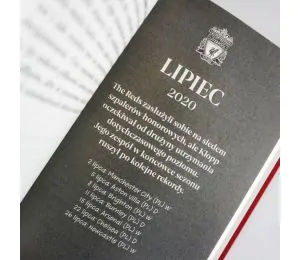 LIPIEC
2020
The Reds zasłużyli sobie na siedem
szpalerów honorowych, ale Klopp
oczekiwał od drużyny utrzymania
dotychczasowego poziomu.
Jego zespół w końcówce sezonu
ruszył po kolejne rekordy.
2 lipca: Manchester City (PL) W
5 lipca: Aston Villa (PL) D
8 lipca: Brighton (PL) W
11 lipca: Burnley (PL) D
15 lipca: Arsenal (PL) W
22 lipca: Chelsea (PL) D
26 lipca: Newcastle (PL) W